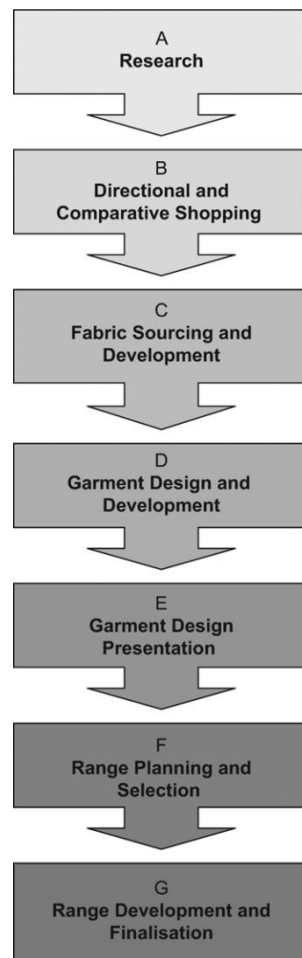 A
Research
B
Directional and
Comparative Shopping
C
Fabric Sourcing and
Development
D
Garment Design and
Development
E
Garment Design
Presentation
F
Range Planning and
Selection
G
Range Development and
Finalisation